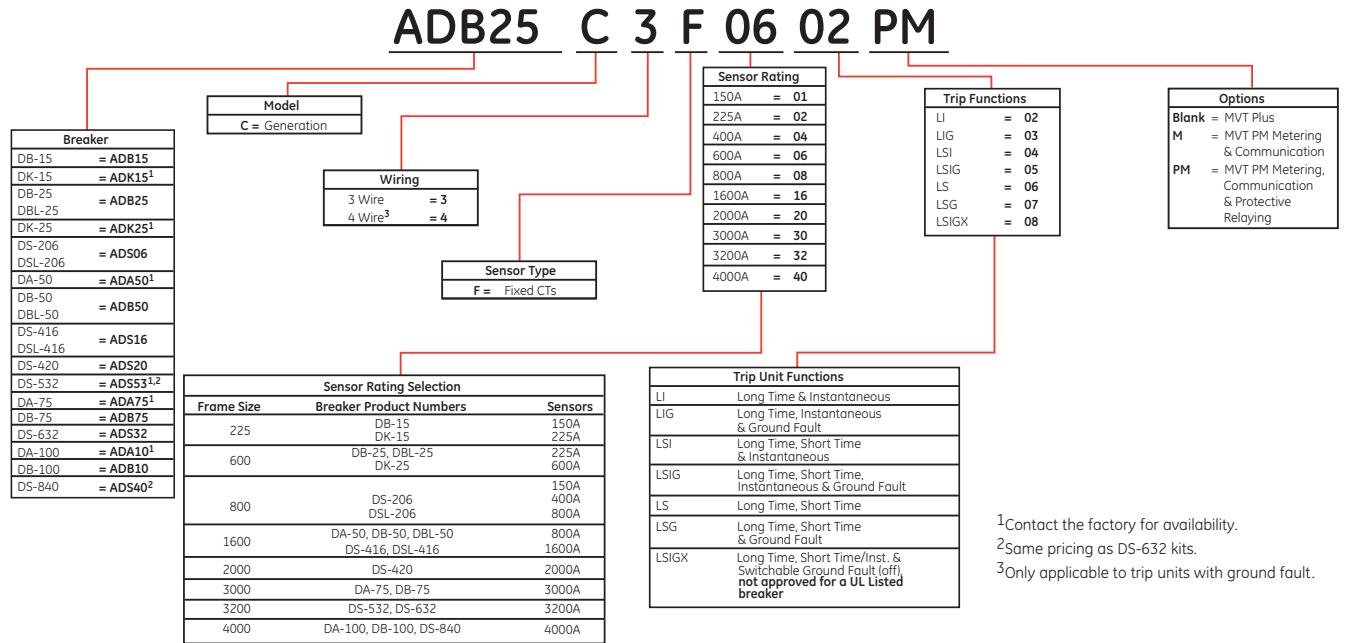 ADB25 C 3 F 06 02 PM
Model
C = Generation
Breaker
DB-15 = ADB15
DK-15 = ADK15¹
DB-25
DBL-25
= ADB25
DK-25 = ADK25¹
DS-206
DSL-206
= ADS06
DA-50 = ADA50¹
DB-50
DBL-50
= ADB50
DS-416
DSL-416
= ADS16
DS-420 = ADS20
DS-532 = ADS53¹,²
DA-75 = ADA75¹
DB-75 = ADB75
DS-632 = ADS32
DA-100 = ADA10¹
DB-100 = ADB10
DS-840 = ADS40²
Wiring
3 Wire = 3
4 Wire³ = 4
Sensor Type
F = Fixed CTs
Sensor Rating
150A = 01
225A = 02
400A = 04
600A = 06
800A = 08
1600A = 16
2000A = 20
3000A = 30
3200A = 32
4000A = 40
Trip Functions
LI = 02
LIG = 03
LSI = 04
LSIG = 05
LS = 06
LSG = 07
LSIGX = 08
Options
Blank = MVT Plus
M = MVT PM Metering
& Communication
PM = MVT PM Metering,
Communication
& Protective
Relaying
Sensor Rating Selection
Frame Size Breaker Product Numbers Sensors
225
DB-15 150A
DK-15 225A
600
DB-25, DBL-25 225A
DK-25 600A
800
150A
DS-206 400A
DSL-206 800A
1600
DA-50, DB-50, DBL-50 800A
DS-416, DSL-416 1600A
2000 DS-420 2000A
3000 DA-75, DB-75 3000A
3200 DS-532, DS-632 3200A
4000 DA-100, DB-100, DS-840 4000A
Trip Unit Functions
LI Long Time & Instantaneous
LIG Long Time, Instantaneous
& Ground Fault
LSI Long Time, Short Time
& Instantaneous
LSIG Long Time, Short Time,
Instantaneous & Ground Fault
LS Long Time, Short Time
LSG Long Time, Short Time
& Ground Fault
LSIGX Long Time, Short Time/Inst. &
Switchable Ground Fault (off),
not approved for a UL Listed
breaker
¹Contact the factory for availability.
²Same pricing as DS-632 kits.
³Only applicable to trip units with ground fault.